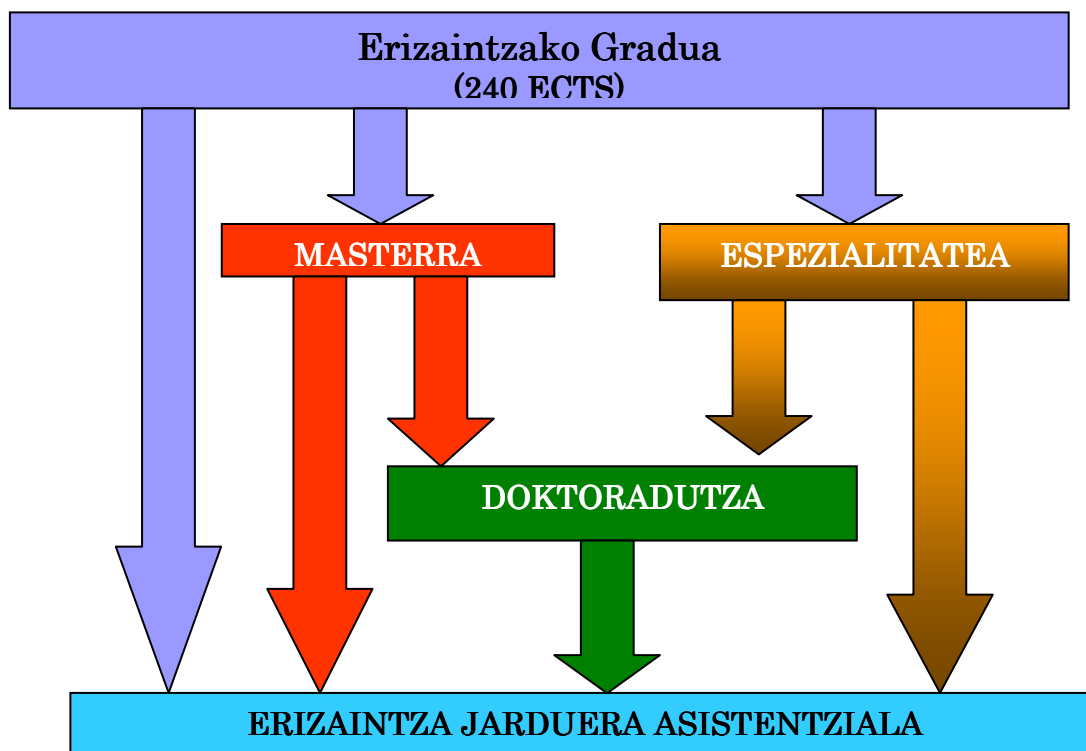 Erizaintzako Gradua
(240 ECTS)
MASTERRA
ESPEZIALITATEA
DOKTORADUTZA
ERIZAINTZA JARDUERA ASISTENTZIALA